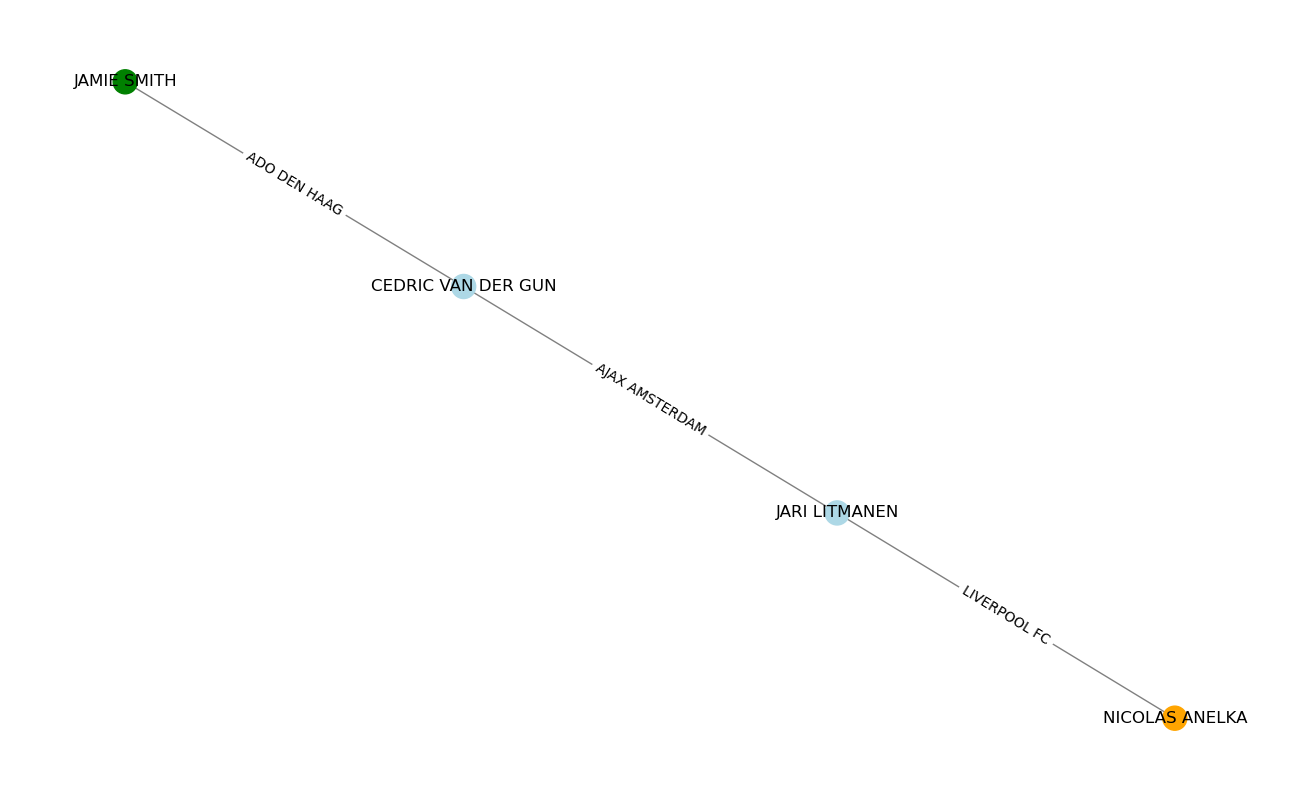 JAMIE SMITH
ADO DEN HAAG
CEDRIC VAN DER GUN
AJAX AMSTERDAM
JARI LITMANEN
LIVERPOOL FC
NICOLAS ANELKA